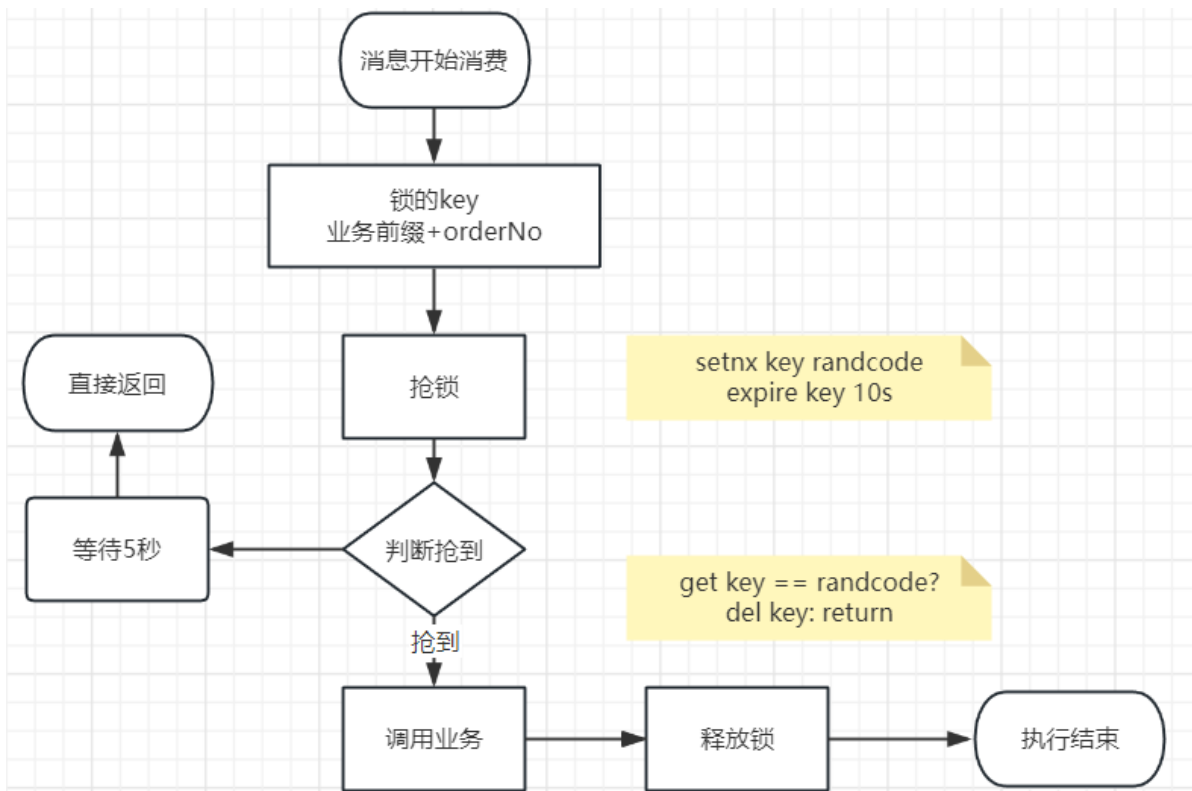 消息开始消费
锁的key
业务前缀+orderNo
直接返回
抢锁
setnx key randcode
expire key 10s
等待5秒
判断抢到
get key == randcode?
del key: return
抢到
调用业务
释放锁
执行结束